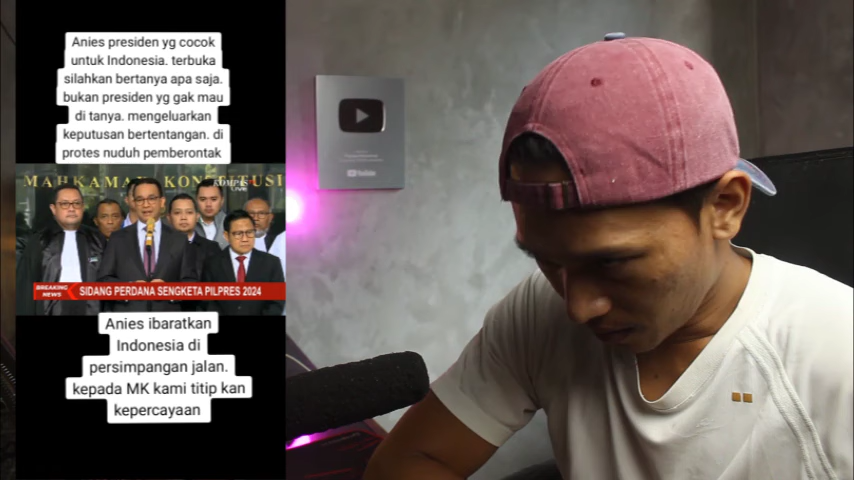 Anies presiden yg cocok
untuk Indonesia. terbuka
silahkan bertanya apa saja.
bukan presiden yg gak mau
di tanya. mengeluarkan
keputusan bertentangan. di
protes nuduh pemberontak
MAHKAMAH KONSTITUSI
BREAKING
NEWS
SIDANG PERDANA SENGKETA PILPRES 2024
Anies ibaratkan
Indonesia di
persimpangan jalan.
kepada MK kami titip kan
kepercayaan
YouTube